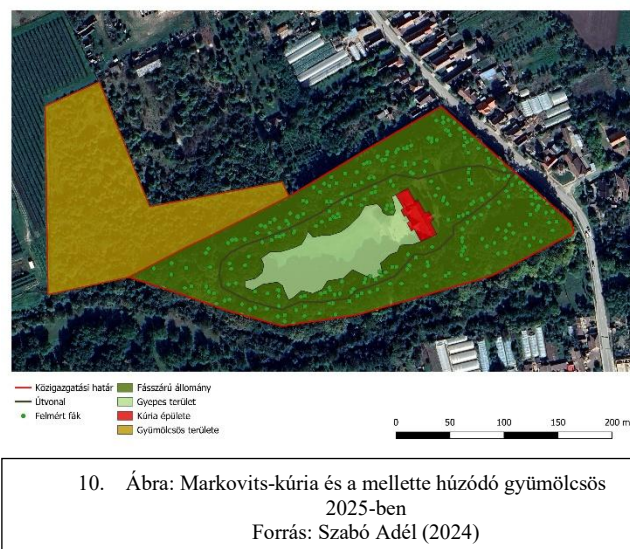 Közigazgatási határ
Útvonal
Felmért fák
Fásszárú állomány
Gyepes terület
Kúria épülete
Gyümölcsös területe
0 50 100 150 200 m
10. Ábra: Markovits-kúria és a mellette húzódó gyümölcsös
2025-ben
Forrás: Szabó Adél (2024)